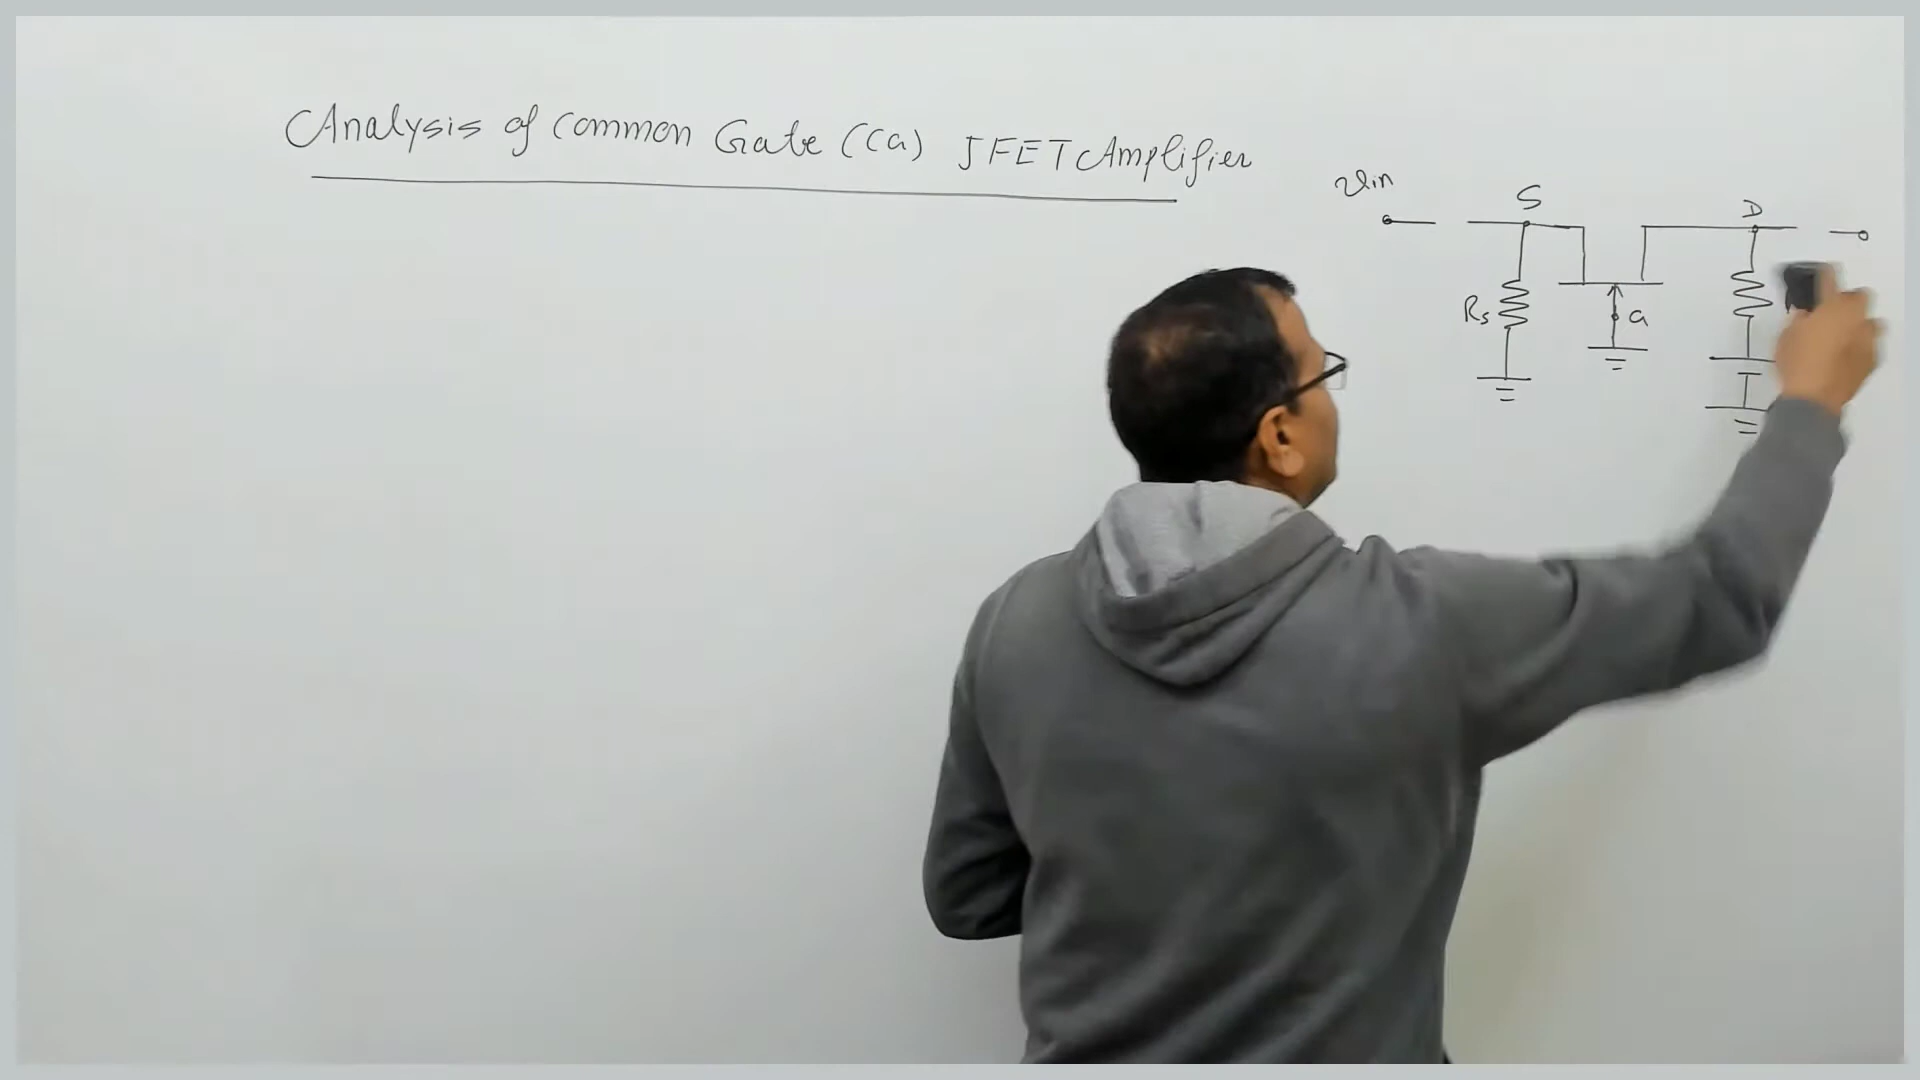 Analysis of Common Gate (CG) JFET Amplifier
Vin
S
D
Rs
G